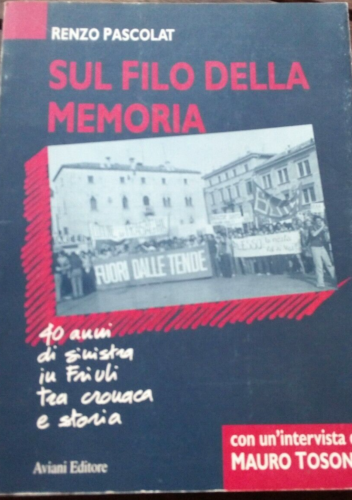 RENZO PASCOLAT
SUL FILO DELLA
MEMORIA
FUORI DALLE TENDE
40 anni
di sinistra
in Friuli
tra cronaca
e storia
con un'intervista
MAURO TOSON
Aviani Editore